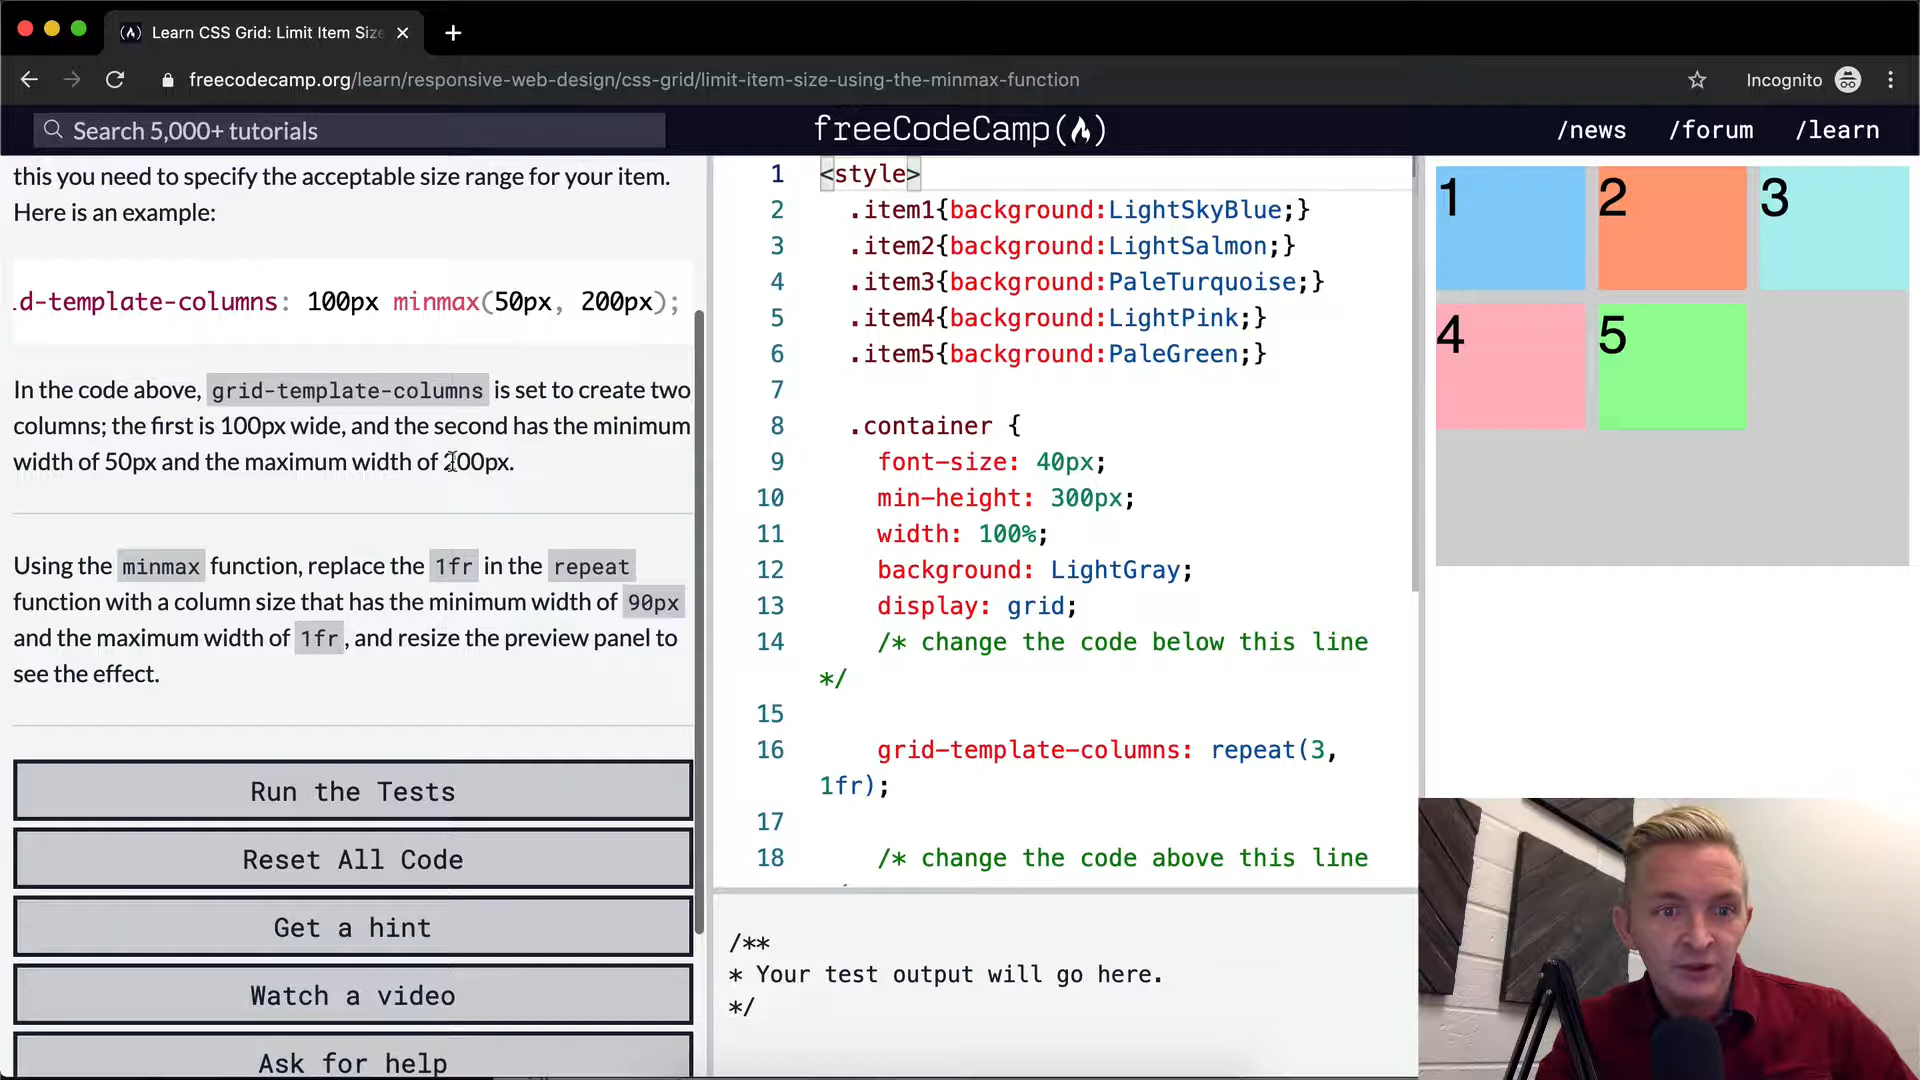 Learn CSS Grid: Limit Item Size
freecodecamp.org/learn/responsive-web-design/css-grid/limit-item-size-using-the-minmax-function
Incognito
Search 5,000+ tutorials
freeCodeCamp(
)
/news
/forum
/learn
this you need to specify the acceptable size range for your item.
Here is an example:
d-template-columns: 100px minmax(50px, 200px);
In the code above, grid-template-columns is set to create two
columns; the first is 100px wide, and the second has the minimum
width of 50px and the maximum width of 200px.
Using the minmax function, replace the 1fr in the repeat
function with a column size that has the minimum width of 90px
and the maximum width of 1fr, and resize the preview panel to
see the effect.
Run the Tests
Reset All Code
Get a hint
Watch a video
Ask for help
1 <style>
2 .item1{background:LightSkyBlue;}
3 .item2{background:LightSalmon;}
4 .item3{background:PaleTurquoise;}
5 .item4{background:LightPink;}
6 .item5{background:PaleGreen;}
7
8 .container {
9 font-size: 40px;
10 min-height: 300px;
11 width: 100%;
12 background: LightGray;
13 display: grid;
14 /* change the code below this line
*/
15
16 grid-template-columns: repeat(3,
1fr);
17
18 /* change the code above this line
/**
* Your test output will go here.
*/
1
2
3
4
5